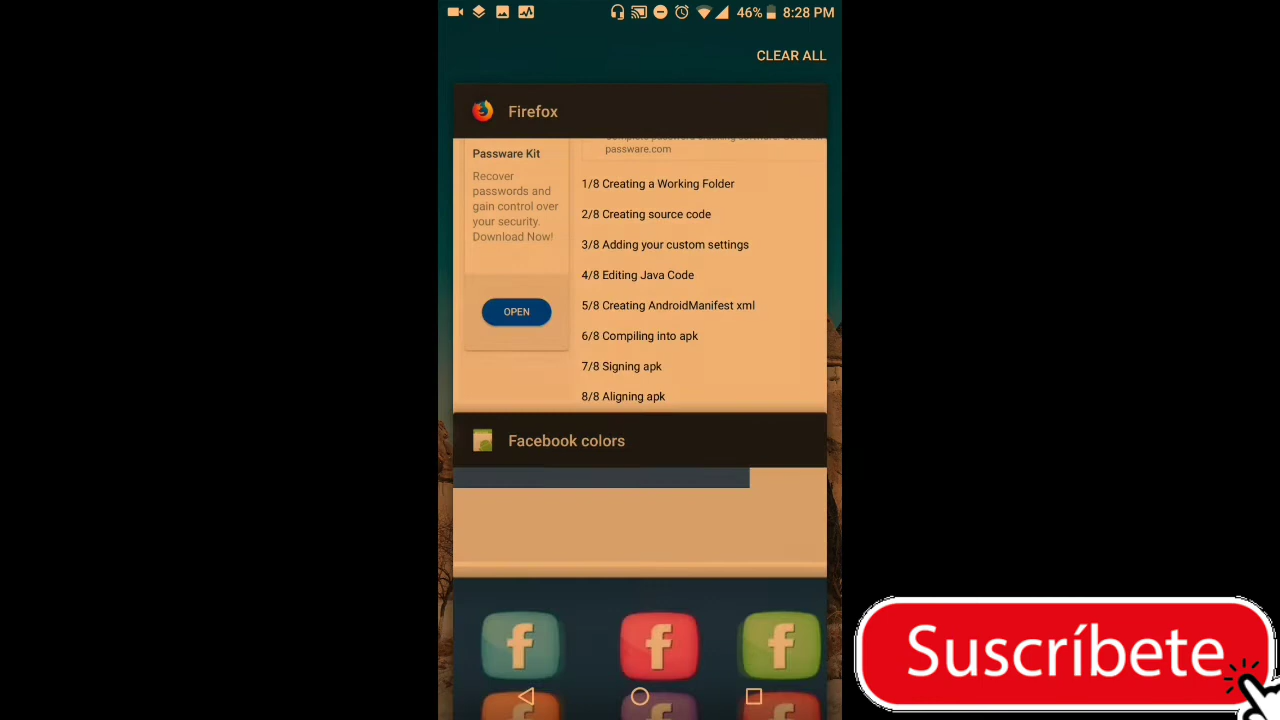 46% 8:28 PM
CLEAR ALL
Firefox
Passware Kit
Recover
passwords and
gain control over
your security.
Download Now!
OPEN
passware.com
1/8 Creating a Working Folder
2/8 Creating source code
3/8 Adding your custom settings
4/8 Editing Java Code
5/8 Creating AndroidManifest xml
6/8 Compiling into apk
7/8 Signing apk
8/8 Aligning apk
Facebook colors
f f f
Suscríbete